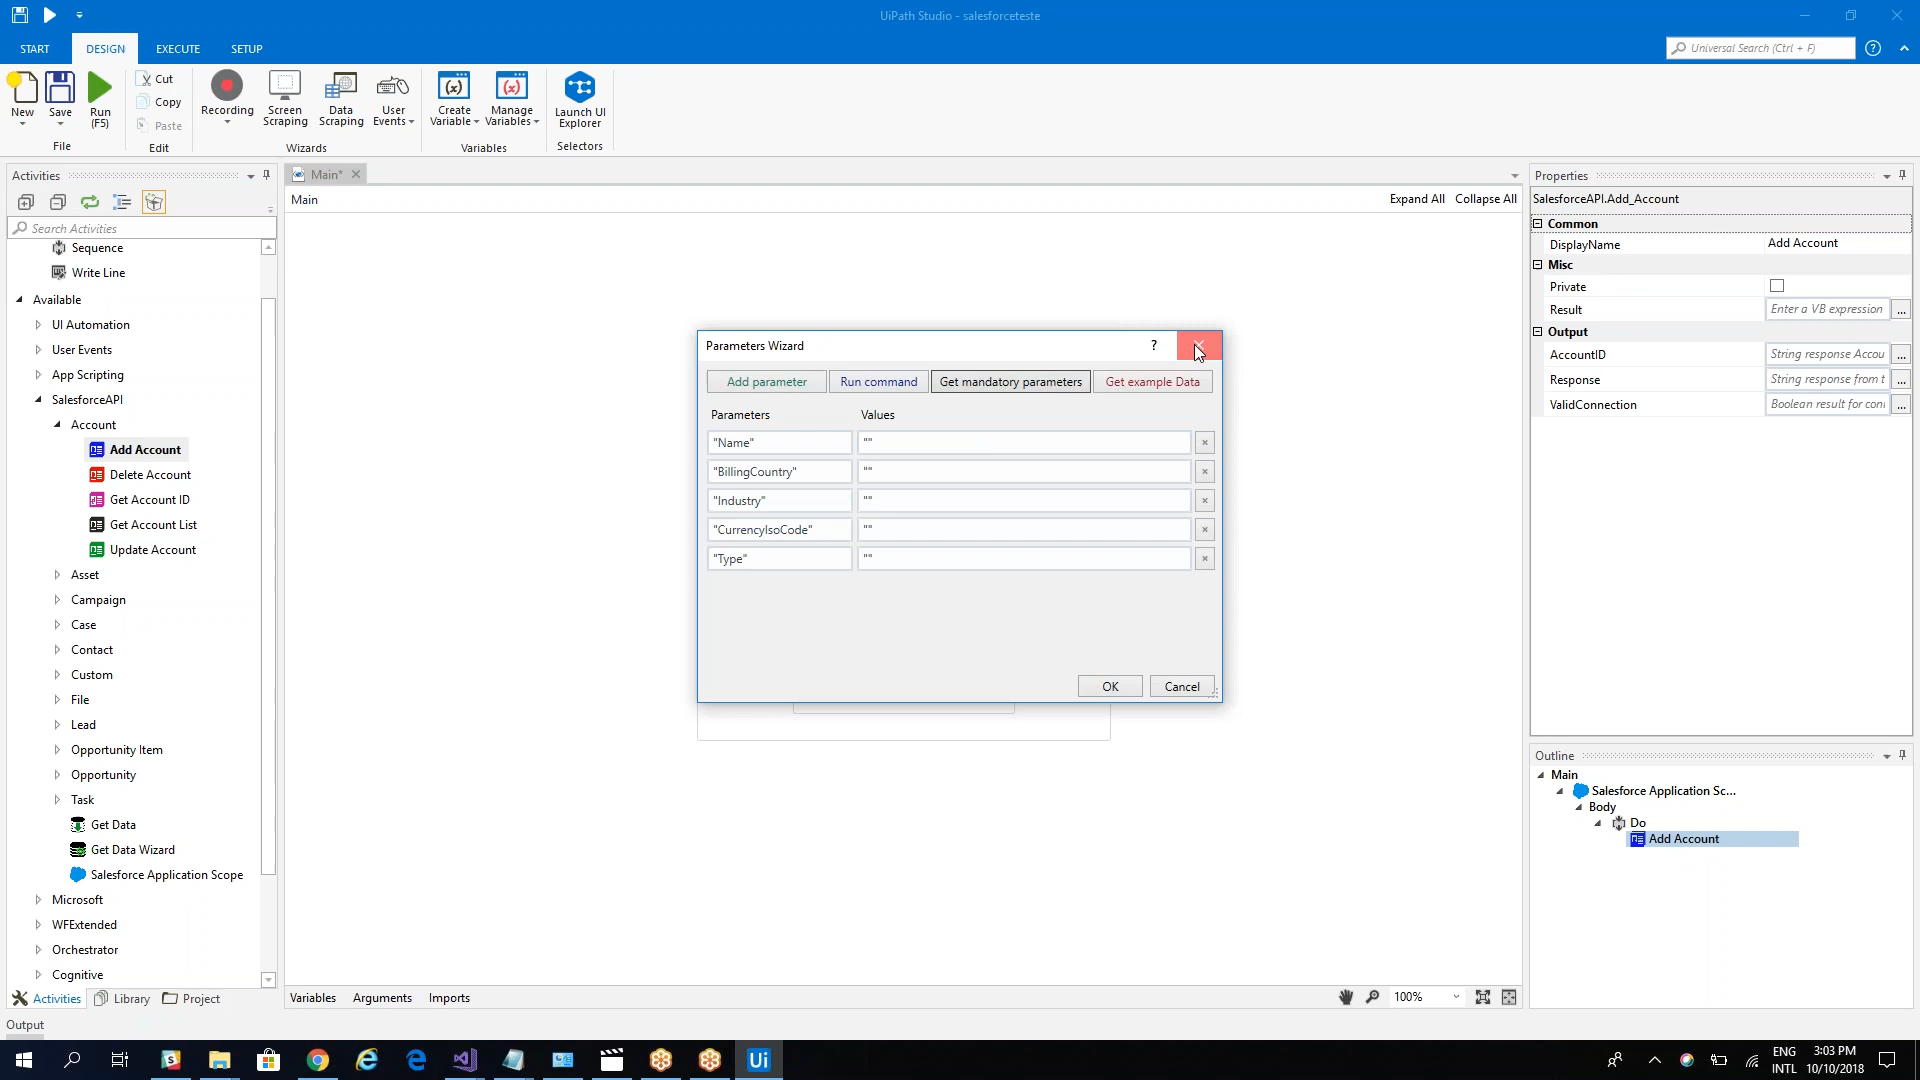 UiPath Studio - salesforceteste
START
DESIGN
EXECUTE
SETUP
Universal Search (Ctrl + F)
New
Save
Run
(F5)
Cut
Copy
Paste
Recording
Screen
Scraping
Data
Scraping
User
Events
Create
Variable
Manage
Variables
Launch UI
Explorer
File
Edit
Wizards
Variables
Selectors
Activities
Search Activities
Sequence
Write Line
Available
UI Automation
User Events
App Scripting
SalesforceAPI
Account
Add Account
Delete Account
Get Account ID
Get Account List
Update Account
Asset
Campaign
Case
Contact
Custom
File
Lead
Opportunity Item
Opportunity
Task
Get Data
Get Data Wizard
Salesforce Application Scope
Microsoft
WFExtended
Orchestrator
Cognitive
Activities
Library
Project
Output
Main*
Main
Expand All
Collapse All
Parameters Wizard
?
Add parameter
Run command
Get mandatory parameters
Get example Data
Parameters
Values
"Name"
""
"BillingCountry"
""
"Industry"
""
"CurrencyIsoCode"
""
"Type"
""
OK
Cancel
Variables
Arguments
Imports
100%
Properties
SalesforceAPI.Add_Account
Common
DisplayName
Add Account
Misc
Private
Result
Enter a VB expression
...
Output
AccountID
String response Accou
...
Response
String response from t
...
ValidConnection
Boolean result for con
...
Outline
Main
Salesforce Application Sc...
Body
Do
Add Account
Ui
ENG
INTL
3:03 PM
10/10/2018